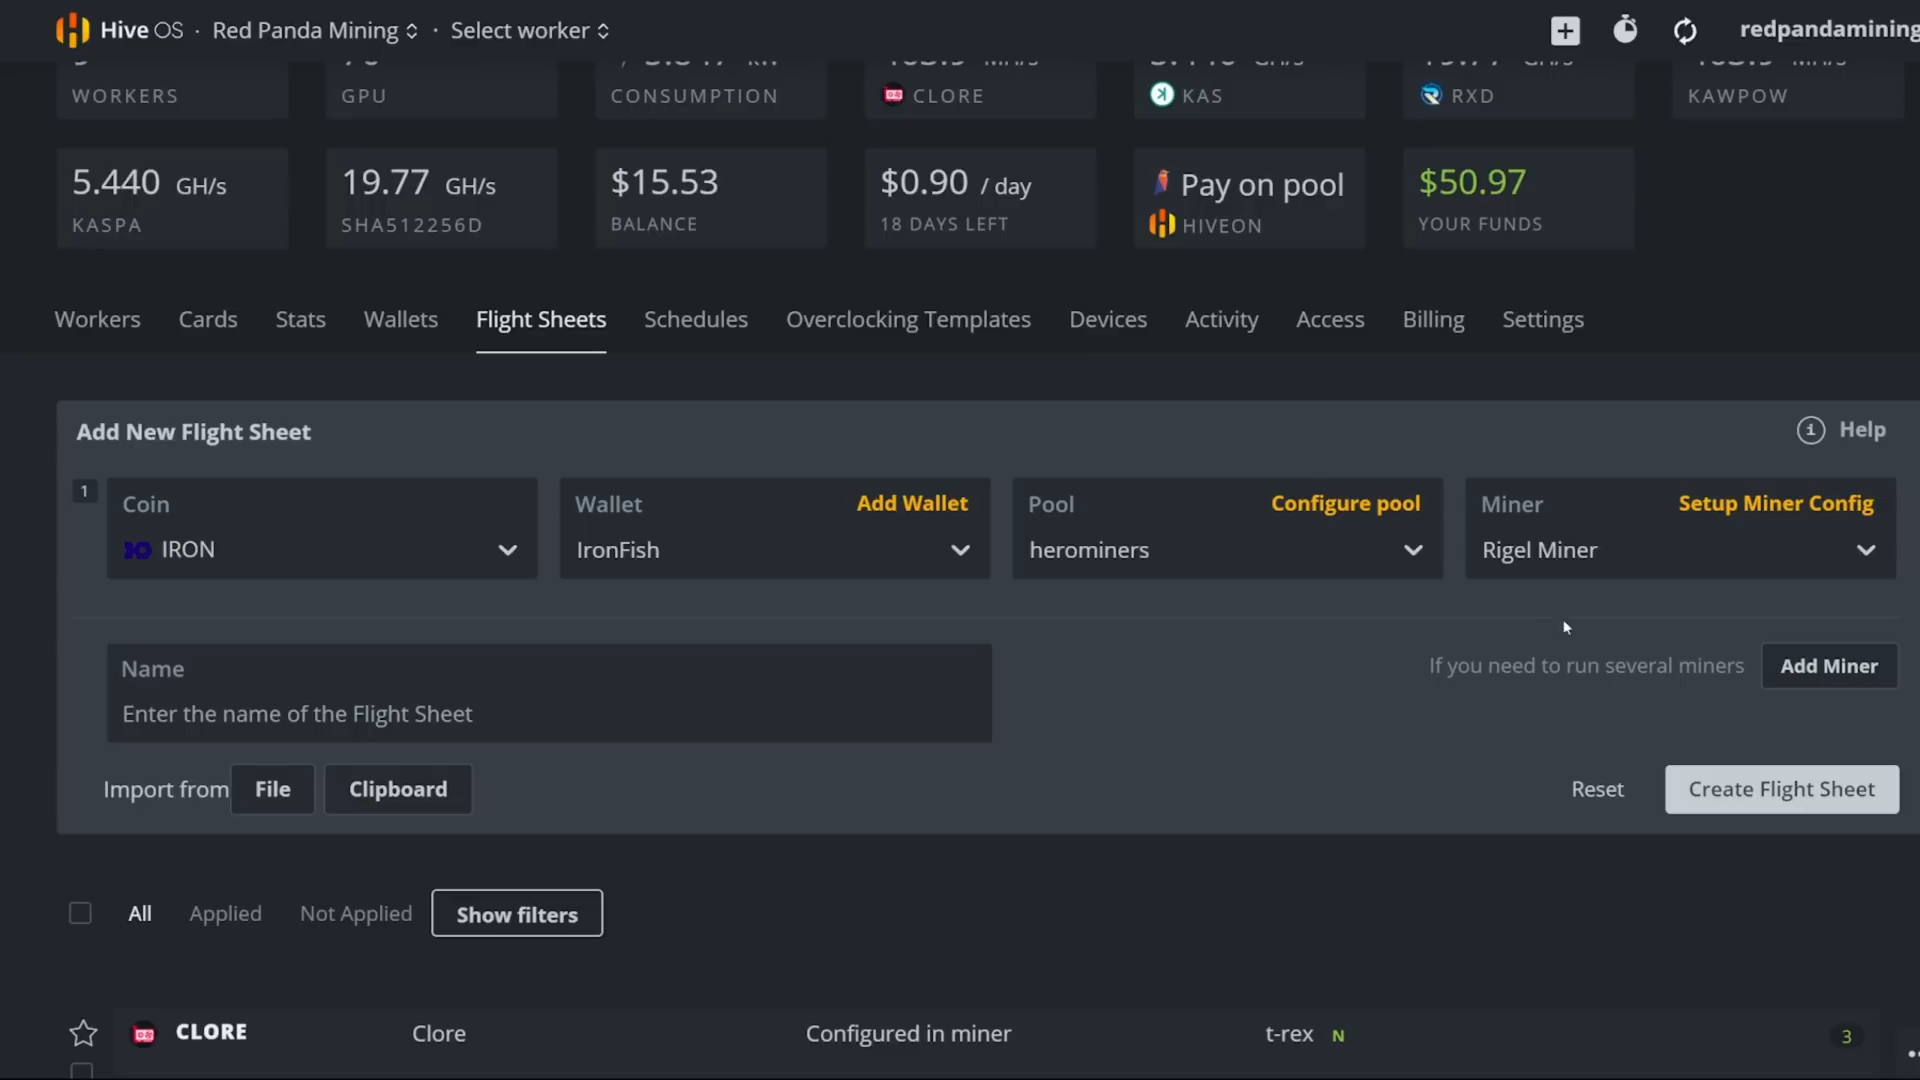 Hive OS · Red Panda Mining · Select worker
redpandamining
WORKERS GPU CONSUMPTION CLORE KAS RXD KAWPOW
5.440 GH/s 19.77 GH/s $15.53 $0.90 / day Pay on pool $50.97
KASPA SHA512256D BALANCE 18 DAYS LEFT HIVEON YOUR FUNDS
Workers Cards Stats Wallets Flight Sheets Schedules Overclocking Templates Devices Activity Access Billing Settings
Add New Flight Sheet Help
1 Coin Wallet Add Wallet Pool Configure pool Miner Setup Miner Config
IRON IronFish herominers Rigel Miner
Name
Enter the name of the Flight Sheet
If you need to run several miners Add Miner
Import from File Clipboard Reset Create Flight Sheet
All Applied Not Applied Show filters
CLORE Clore Configured in miner t-rex N 3